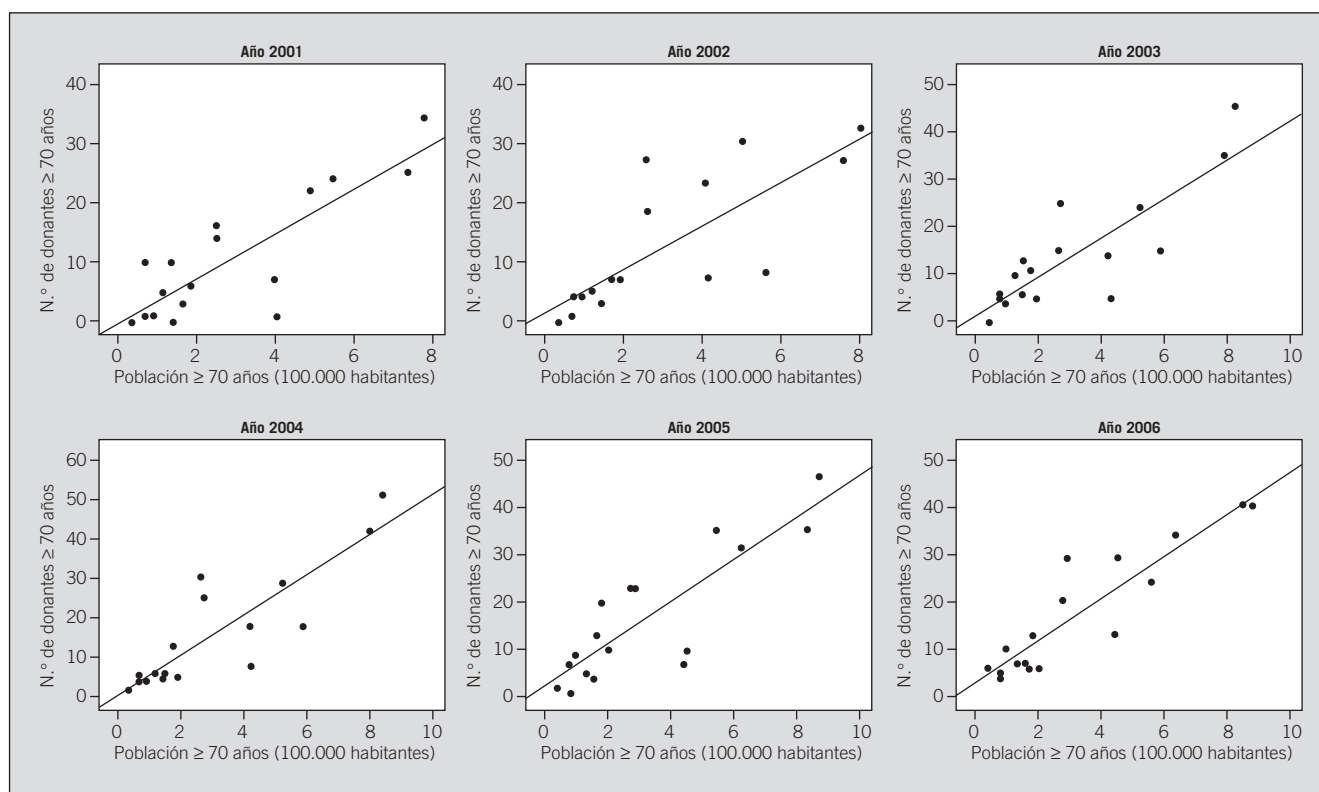 Año 2001
N.° de donantes ≥ 70 años
40
30
20
10
0
0 2 4 6 8
Población ≥ 70 años (100.000 habitantes)
Año 2002
N.° de donantes ≥ 70 años
40
30
20
10
0
0 2 4 6 8
Población ≥ 70 años (100.000 habitantes)
Año 2003
N.° de donantes ≥ 70 años
50
40
30
20
10
0
0 2 4 6 8 10
Población ≥ 70 años (100.000 habitantes)
Año 2004
N.° de donantes ≥ 70 años
60
50
40
30
20
10
0
0 2 4 6 8 10
Población ≥ 70 años (100.000 habitantes)
Año 2005
N.° de donantes ≥ 70 años
50
40
30
20
10
0
0 2 4 6 8 10
Población ≥ 70 años (100.000 habitantes)
Año 2006
N.° de donantes ≥ 70 años
50
40
30
20
10
0
0 2 4 6 8 10
Población ≥ 70 años (100.000 habitantes)